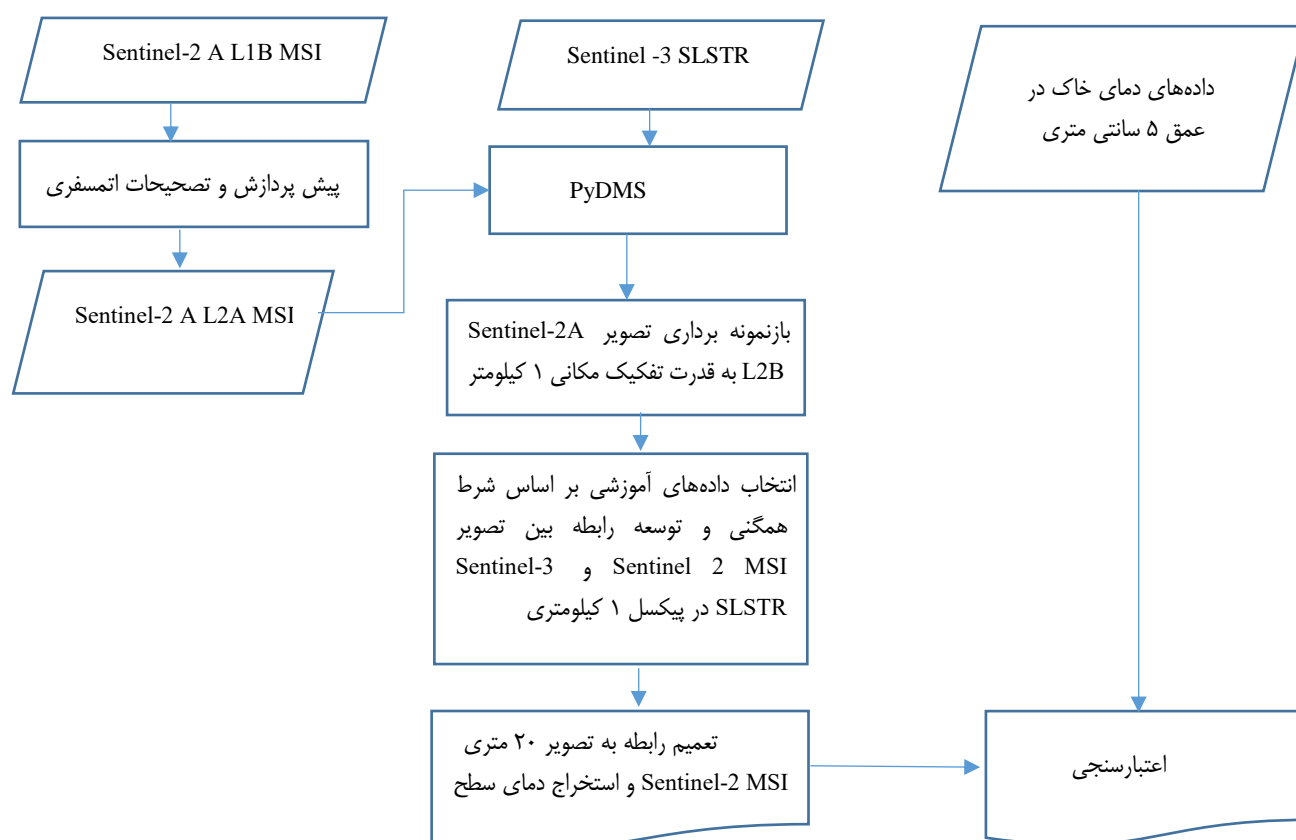 Sentinel-2 A L1B MSI
Sentinel -3 SLSTR
داده‌های دمای خاک در
عمق ۵ سانتی متری
پیش پردازش و تصحیحات اتمسفری
PyDMS
Sentinel-2 A L2A MSI
بازنمونه برداری تصویر Sentinel-2A
L2B به قدرت تفکیک مکانی ۱ کیلومتر
انتخاب داده‌های آموزشی بر اساس شرط
همگنی و توسعه رابطه بین تصویر
Sentinel 2 MSI و Sentinel-3
SLSTR در پیکسل ۱ کیلومتری
تعمیم رابطه به تصویر ۲۰ متری
Sentinel-2 MSI و استخراج دمای سطح
اعتبارسنجی